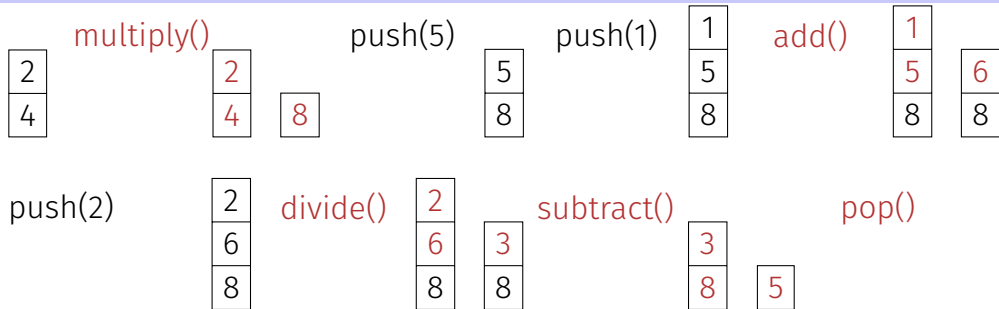 multiply() push(5) push(1) 1 add() 1
2 2 5 5 5 6
4 4 8 8 8 8 8
push(2) 2 divide() 2 subtract() pop()
6 6 3 3
8 8 8 8 5